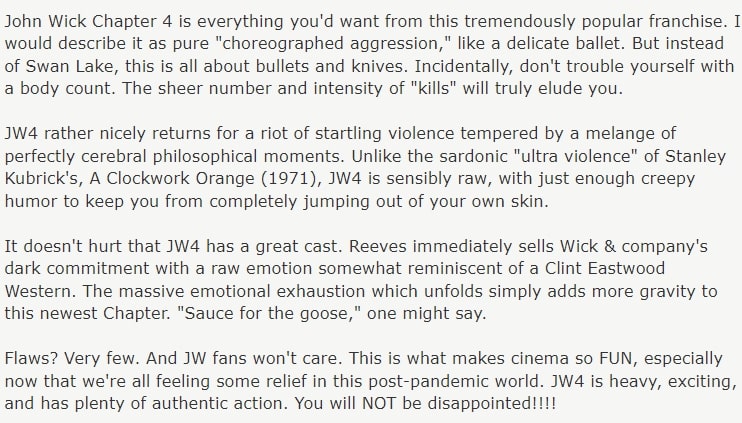 John Wick Chapter 4 is everything you'd want from this tremendously popular franchise. I
would describe it as pure "choreographed aggression," like a delicate ballet. But instead
of Swan Lake, this is all about bullets and knives. Incidentally, don't trouble yourself with
a body count. The sheer number and intensity of "kills" will truly elude you.

JW4 rather nicely returns for a riot of startling violence tempered by a melange of
perfectly cerebral philosophical moments. Unlike the sardonic "ultra violence" of Stanley
Kubrick's, A Clockwork Orange (1971), JW4 is sensibly raw, with just enough creepy
humor to keep you from completely jumping out of your own skin.

It doesn't hurt that JW4 has a great cast. Reeves immediately sells Wick & company's
dark commitment with a raw emotion somewhat reminiscent of a Clint Eastwood
Western. The massive emotional exhaustion which unfolds simply adds more gravity to
this newest Chapter. "Sauce for the goose," one might say.

Flaws? Very few. And JW fans won't care. This is what makes cinema so FUN, especially
now that we're all feeling some relief in this post-pandemic world. JW4 is heavy, exciting,
and has plenty of authentic action. You will NOT be disappointed!!!!